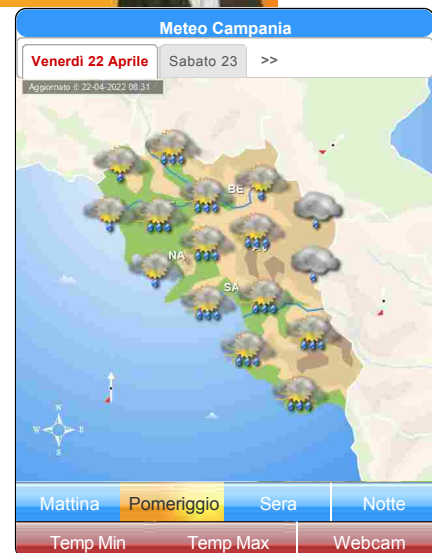 Meteo Campania
Venerdì 22 Aprile Sabato 23 >>
Aggiornato il: 22-04-2022 08:31
BE
AV
NA
SA
N
W E
S
Mattina Pomeriggio Sera Notte
Temp Min Temp Max Webcam